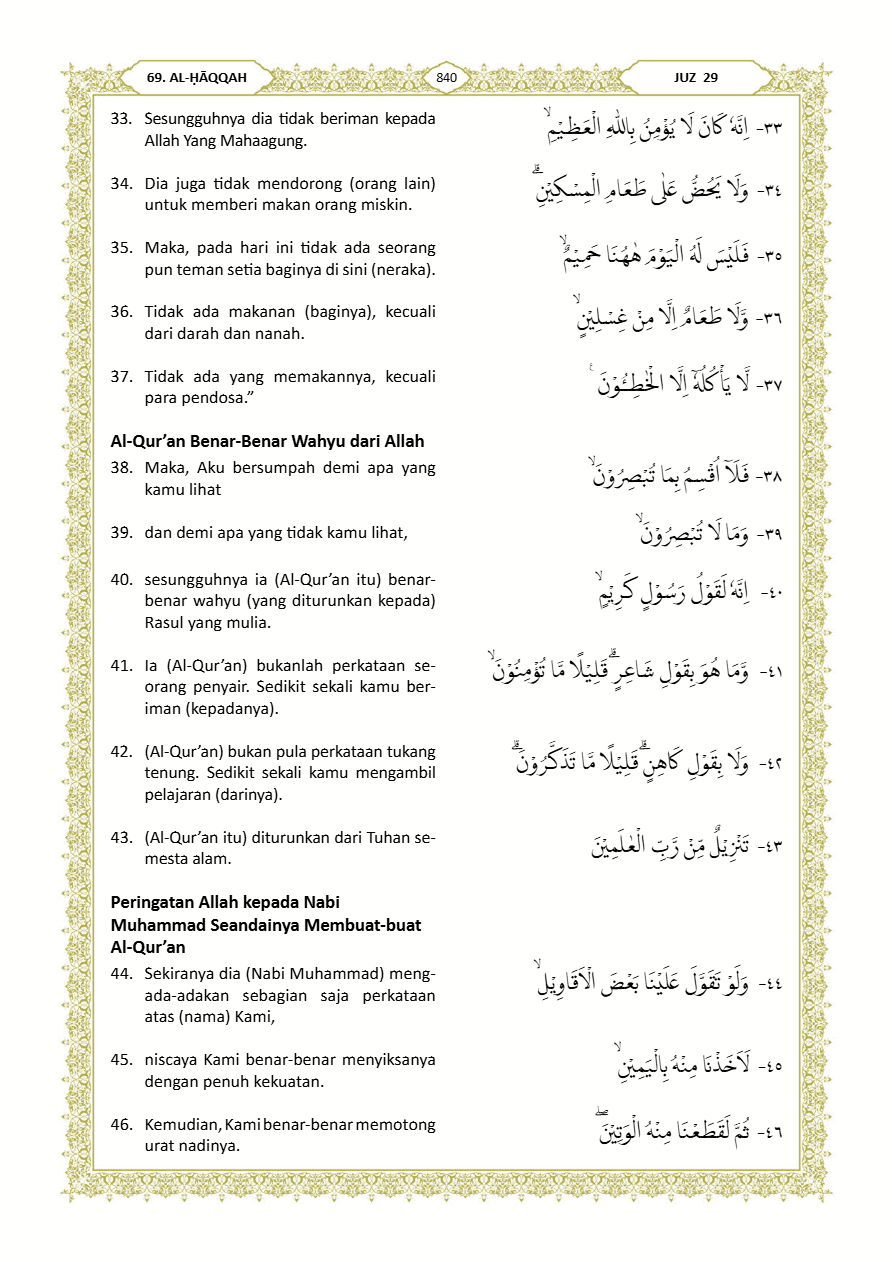 69. AL-ḤĀQQAH
840
JUZ 29
33. Sesungguhnya dia tidak beriman kepada
Allah Yang Mahaagung.
٣٣- اِنَّهٗ كَانَ لَا يُؤْمِنُ بِاللّٰهِ الْعَظِيْمِۙ
34. Dia juga tidak mendorong (orang lain)
untuk memberi makan orang miskin.
٣٤- وَلَا يَحُضُّ عَلٰى طَعَامِ الْمِسْكِيْنِۗ
35. Maka, pada hari ini tidak ada seorang
pun teman setia baginya di sini (neraka).
٣٥- فَلَيْسَ لَهُ الْيَوْمَ هٰهُنَا حَمِيْمٌۙ
36. Tidak ada makanan (baginya), kecuali
dari darah dan nanah.
٣٦- وَّلَا طَعَامٌ اِلَّا مِنْ غِسْلِيْنٍۙ
37. Tidak ada yang memakannya, kecuali
para pendosa.”
٣٧- لَّا يَأْكُلُهٗٓ اِلَّا الْخٰطِـُٔوْنَ ࣖ
Al-Qur’an Benar-Benar Wahyu dari Allah
38. Maka, Aku bersumpah demi apa yang
kamu lihat
٣٨- فَلَآ اُقْسِمُ بِمَا تُبْصِرُوْنَۙ
39. dan demi apa yang tidak kamu lihat,
٣٩- وَمَا لَا تُبْصِرُوْنَۙ
40. sesungguhnya ia (Al-Qur’an itu) benar-
benar wahyu (yang diturunkan kepada)
Rasul yang mulia.
٤٠- اِنَّهٗ لَقَوْلُ رَسُوْلٍ كَرِيْمٍۙ
41. Ia (Al-Qur’an) bukanlah perkataan se-
orang penyair. Sedikit sekali kamu ber-
iman (kepadanya).
٤١- وَّمَا هُوَ بِقَوْلِ شَاعِرٍۗ قَلِيْلًا مَّا تُؤْمِنُوْنَۙ
42. (Al-Qur’an) bukan pula perkataan tukang
tenung. Sedikit sekali kamu mengambil
pelajaran (darinya).
٤٢- وَلَا بِقَوْلِ كَاهِنٍۗ قَلِيْلًا مَّا تَذَكَّرُوْنَۗ
43. (Al-Qur’an itu) diturunkan dari Tuhan se-
mesta alam.
٤٣- تَنْزِيْلٌ مِّنْ رَّبِّ الْعٰلَمِيْنَ
Peringatan Allah kepada Nabi
Muhammad Seandainya Membuat-buat
Al-Qur’an
44. Sekiranya dia (Nabi Muhammad) meng-
ada-adakan sebagian saja perkataan
atas (nama) Kami,
٤٤- وَلَوْ تَقَوَّلَ عَلَيْنَا بَعْضَ الْاَقَاوِيْلِۙ
45. niscaya Kami benar-benar menyiksanya
dengan penuh kekuatan.
٤٥- لَاَخَذْنَا مِنْهُ بِالْيَمِيْنِۙ
46. Kemudian, Kami benar-benar memotong
urat nadinya.
٤٦- ثُمَّ لَقَطَعْنَا مِنْهُ الْوَتِيْنَۖ